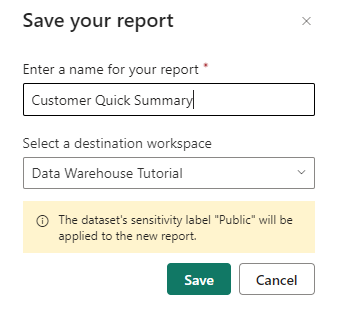 Save your report
Enter a name for your report *
Customer Quick Summary
Select a destination workspace
Data Warehouse Tutorial
The dataset's sensitivity label "Public" will be
applied to the new report.
Save Cancel